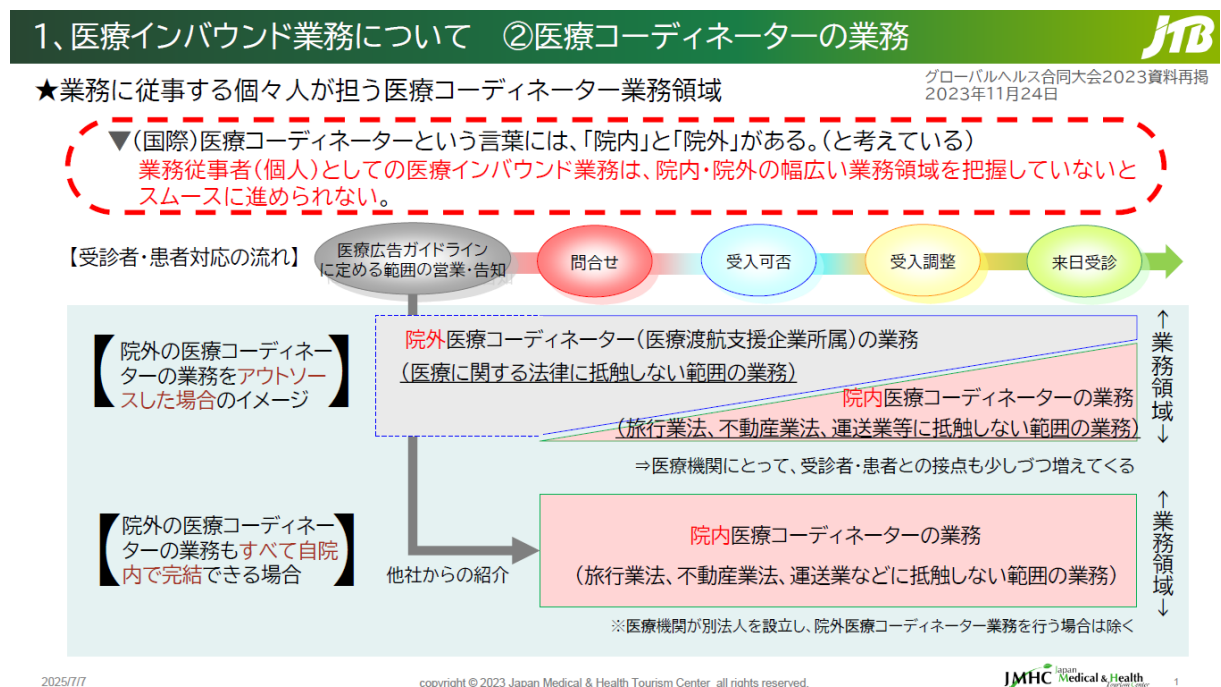 1、医療インバウンド業務について ②医療コーディネーターの業務
JTB
グローバルヘルス合同大会2023資料再掲
2023年11月24日
★業務に従事する個々人が担う医療コーディネーター業務領域
▼(国際)医療コーディネーターという言葉には、「院内」と「院外」がある。(と考えている)
業務従事者(個人)としての医療インバウンド業務は、院内・院外の幅広い業務領域を把握していないと
スムースに進められない。
【受診者・患者対応の流れ】
医療広告ガイドライン
に定める範囲の営業・告知
問合せ
受入可否
受入調整
来日受診
【院外の医療コーディネー
ターの業務をアウトソー
スした場合のイメージ】
院外医療コーディネーター(医療渡航支援企業所属)の業務
(医療に関する法律に抵触しない範囲の業務)
院内医療コーディネーターの業務
(旅行業法、不動産業法、運送業等に抵触しない範囲の業務)
↑業務領域↓
⇒医療機関にとって、受診者・患者との接点も少しづつ増えてくる
【院外の医療コーディネー
ターの業務もすべて自院
内で完結できる場合】
他社からの紹介
院内医療コーディネーターの業務
(旅行業法、不動産業法、運送業などに抵触しない範囲の業務)
↑業務領域↓
※医療機関が別法人を設立し、院外医療コーディネーター業務を行う場合は除く
2025/7/7
copyright © 2023 Japan Medical & Health Tourism Center all rights reserved.
JMHC Japan
Medical & Health
Tourism Center
1